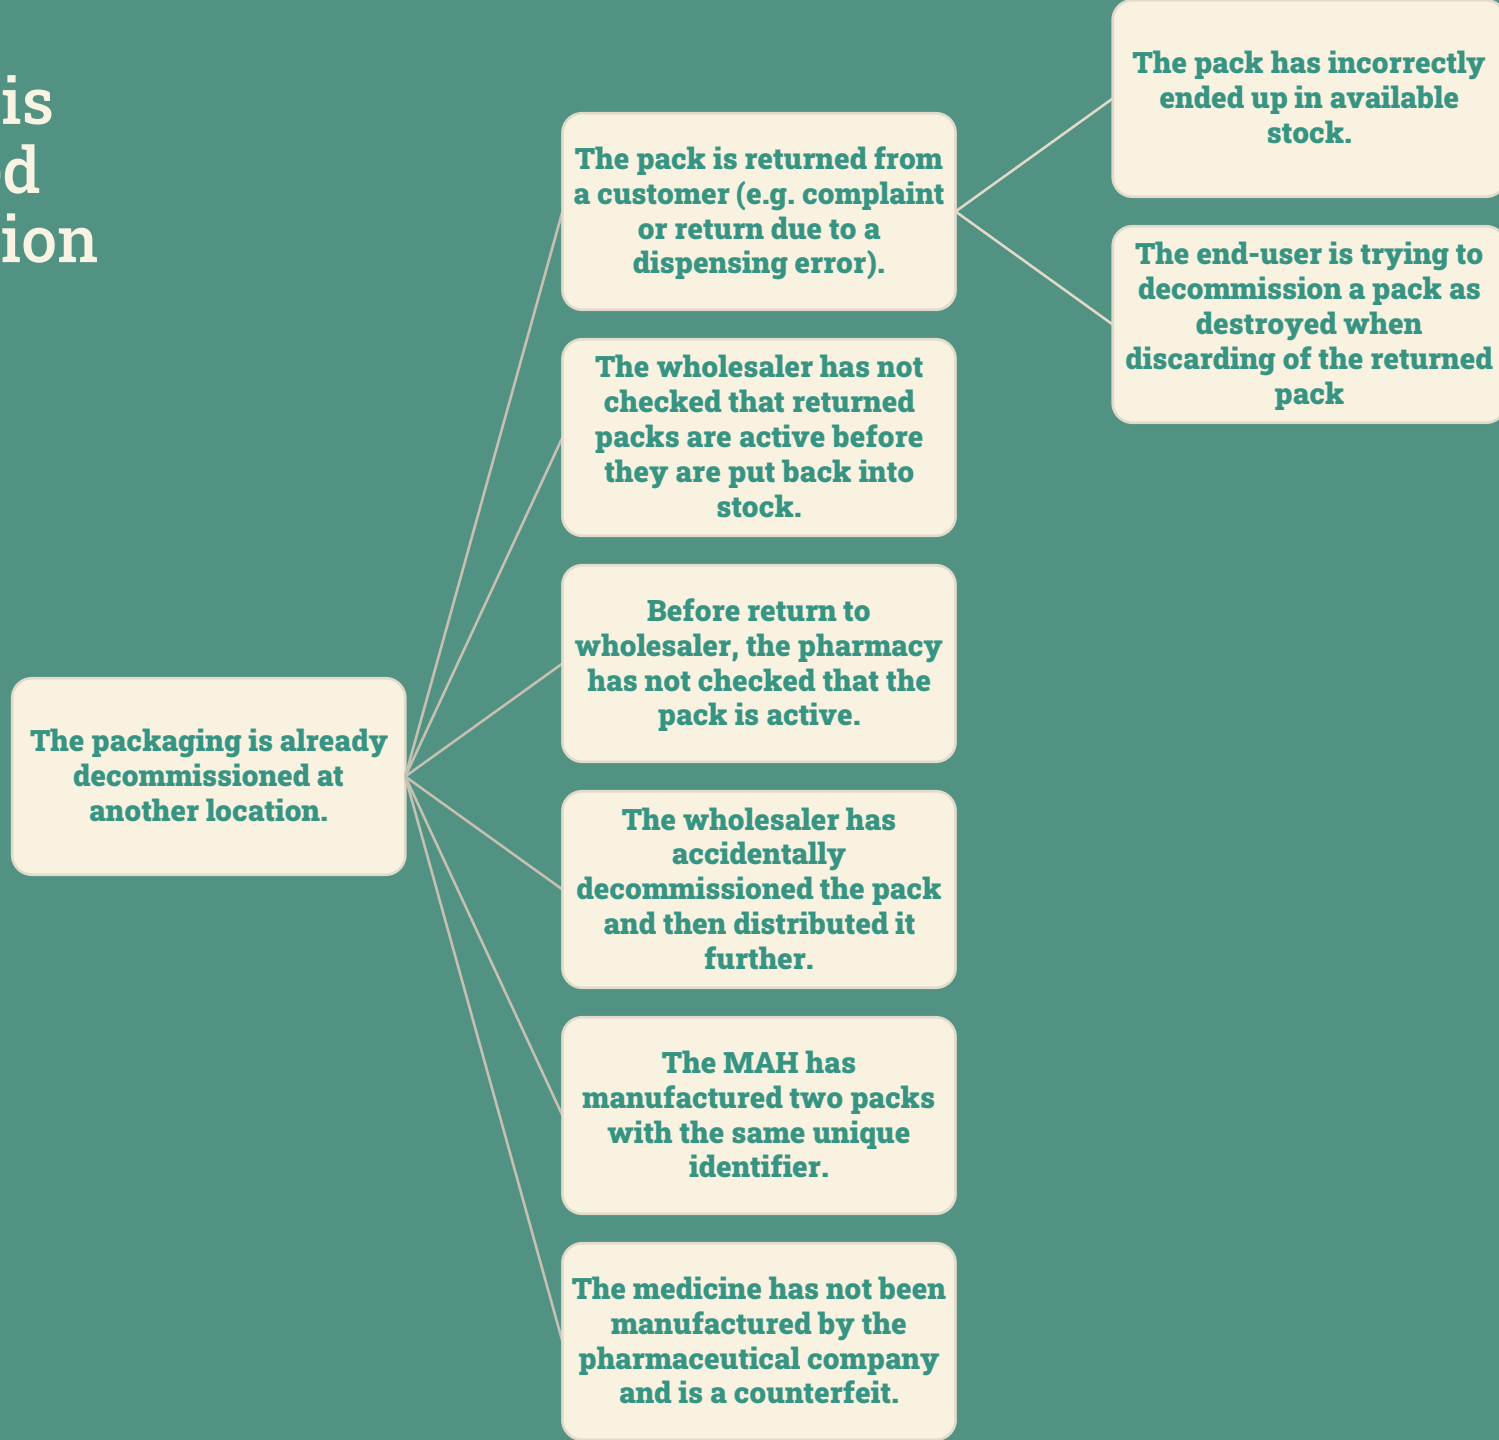 is
d
ion
The packaging is already
decommissioned at
another location.
The pack is returned from
a customer (e.g. complaint
or return due to a
dispensing error).
The wholesaler has not
checked that returned
packs are active before
they are put back into
stock.
Before return to
wholesaler, the pharmacy
has not checked that the
pack is active.
The wholesaler has
accidentally
decommissioned the pack
and then distributed it
further.
The MAH has
manufactured two packs
with the same unique
identifier.
The medicine has not been
manufactured by the
pharmaceutical company
and is a counterfeit.
The pack has incorrectly
ended up in available
stock.
The end-user is trying to
decommission a pack as
destroyed when
discarding of the returned
pack